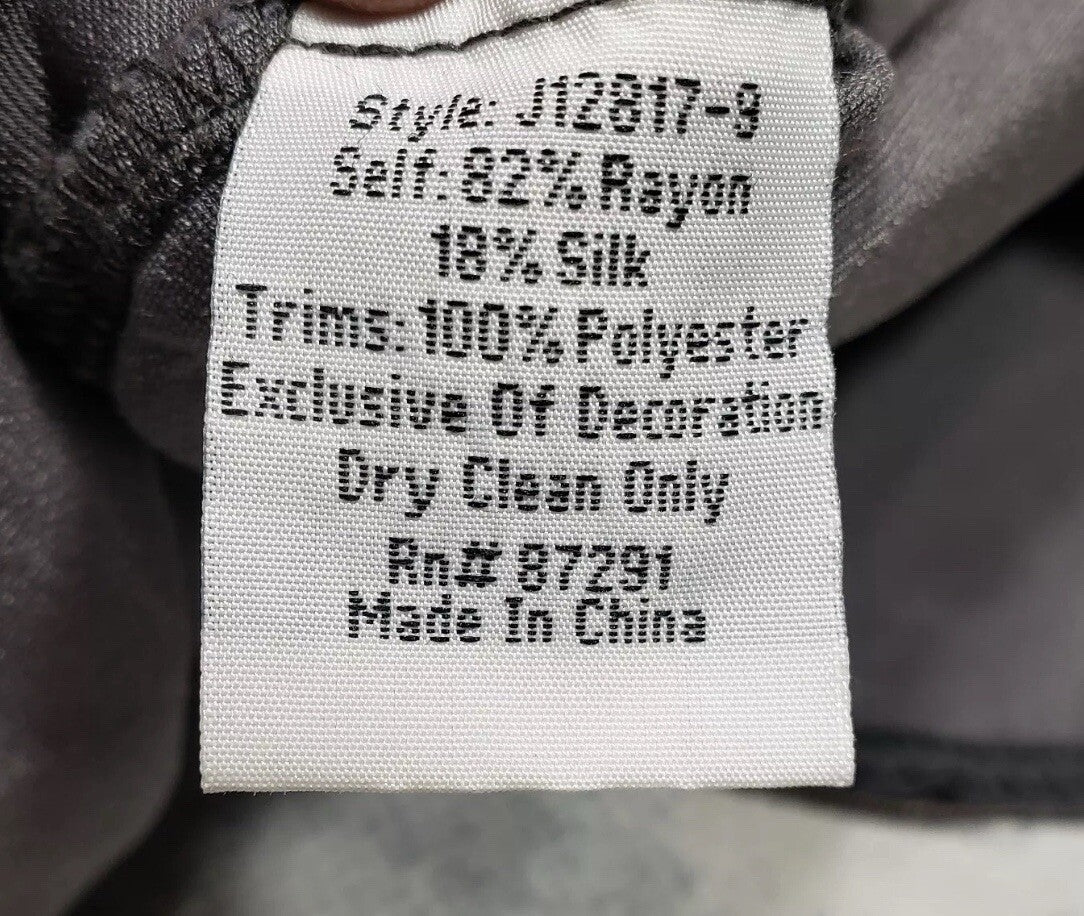 Style: J12817-9
Self: 82% Rayon
18% Silk
Trims: 100% Polyester
Exclusive Of Decoration
Dry Clean Only
Rn# 87291
Made In China